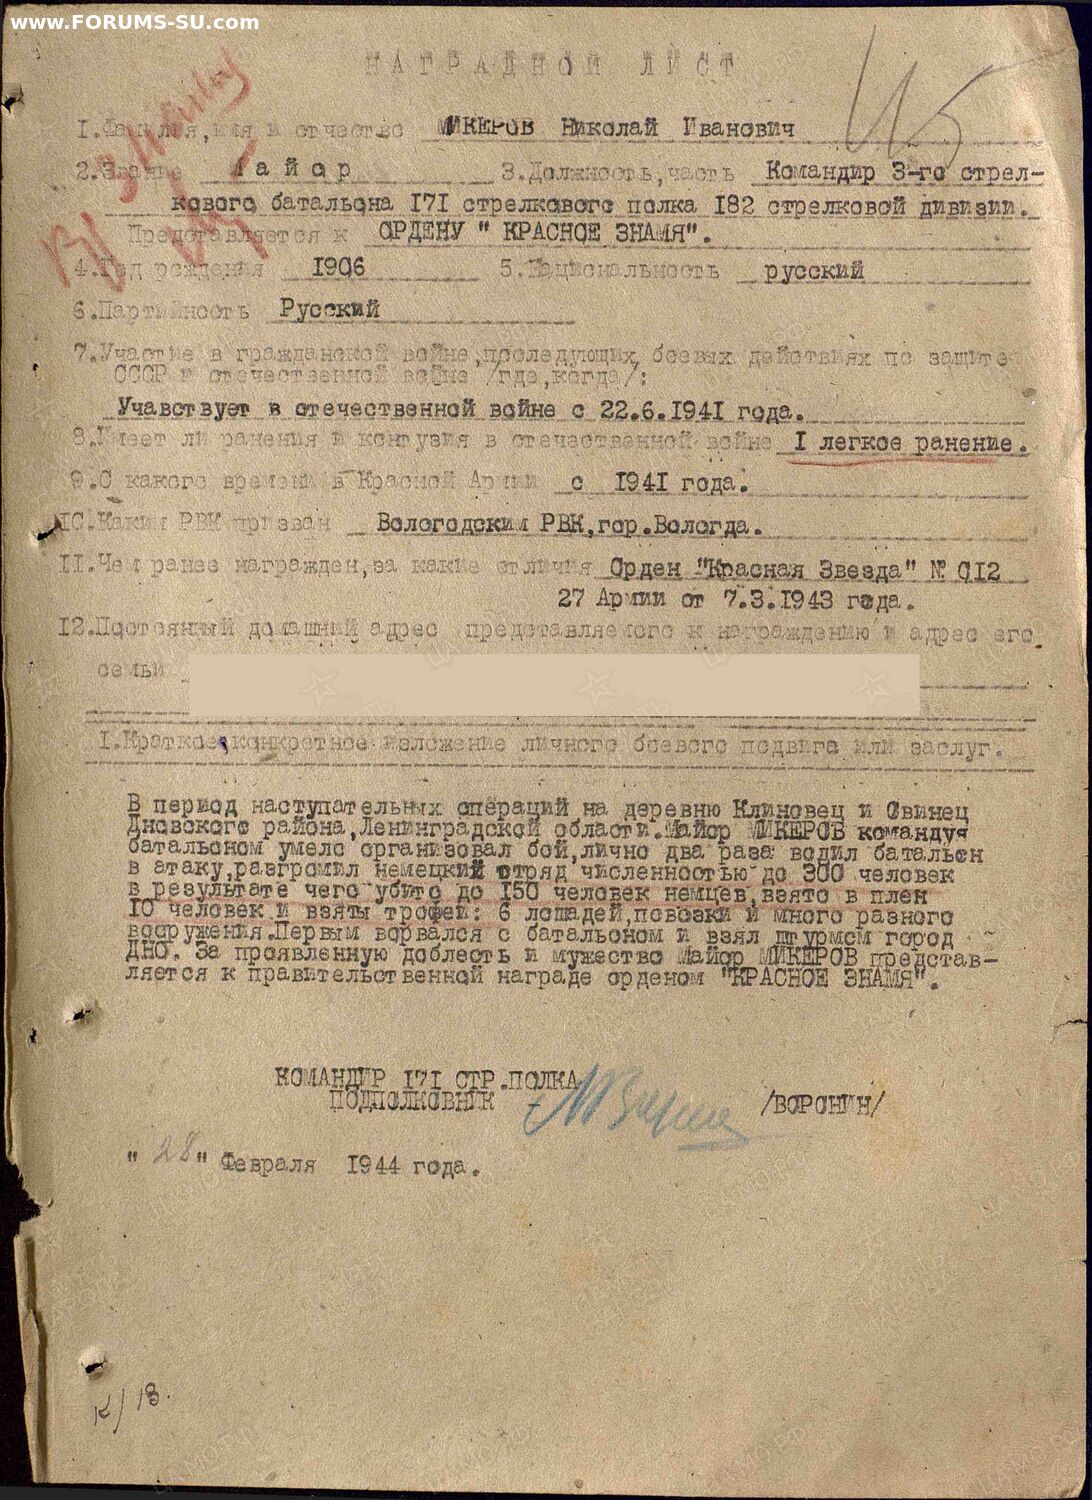 www.FORUMS-SU.com
НАГРАДНОЙ ЛИСТ
1.Фамилия,имя и отчество МИКЕРОВ Николай Иванович
2.Звание Майор 3.Должность,часть Командир 3-го стрел-
кового батальона 171 стрелкового полка 182 стрелковой дивизии.
Представляется к ОРДЕНУ " КРАСНОЕ ЗНАМЯ".
4.Год рождения 1906 5.Национальность русский
6.Партийность Русский
7.Участие в гражданской войне,последующих боевых действиях по защите
СССР и отечественной войне /где,когда/:
Учавствует в отечественной войне с 22.6.1941 года.
8.Имеет ли ранения и контузия в отечественной войне I легкое ранение.
9.С какого времени в Красной Армии с 1941 года.
10.Каким РВК призван Вологодским РВК,гор.Вологда.
11.Чем ранее награжден,за какие отличия Орден "Красная Звезда" № 012
27 Армии от 7.3.1943 года.
12.Постоянный домашний адрес представляемого к награждению и адрес его
семьи
I.Краткое,конкретное изложение личного боевого подвига или заслуг.
В период наступательных операций на деревню Клиновец и Свинец
Дновского района,Ленинградской области.Майор МИКЕРОВ командуя
батальоном умело организовал бой,лично два раза водил батальон
в атаку,разгромил немецкий отряд численностью до 300 человек
в результате чего убито до 150 человек немцев,взято в плен
10 человек и взяты трофеи: 6 лошадей,повозки и много разного
вооружения.Первым ворвался с батальоном и взял штурмом город
ДНО. За проявленную доблесть и мужество Майор МИКЕРОВ представ-
ляется к правительственной награде орденом "КРАСНОЕ ЗНАМЯ".
КОМАНДИР 171 СТР.ПОЛКА
ПОДПОЛКОВНИК /ВОРОНИН/
" 28" Февраля 1944 года.